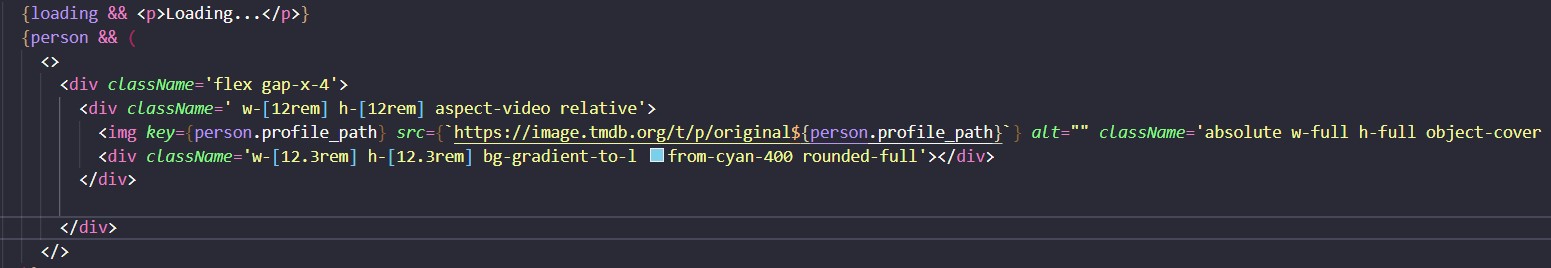 {loading && <p>Loading...</p>}
{person && (
<>
<div className='flex gap-x-4'>
<div className=' w-[12rem] h-[12rem] aspect-video relative'>
<img key={person.profile_path} src={`https://image.tmdb.org/t/p/original${person.profile_path}`} alt="" className='absolute w-full h-full object-cover
<div className='w-[12.3rem] h-[12.3rem] bg-gradient-to-l from-cyan-400 rounded-full'></div>
</div>
</div>
</>